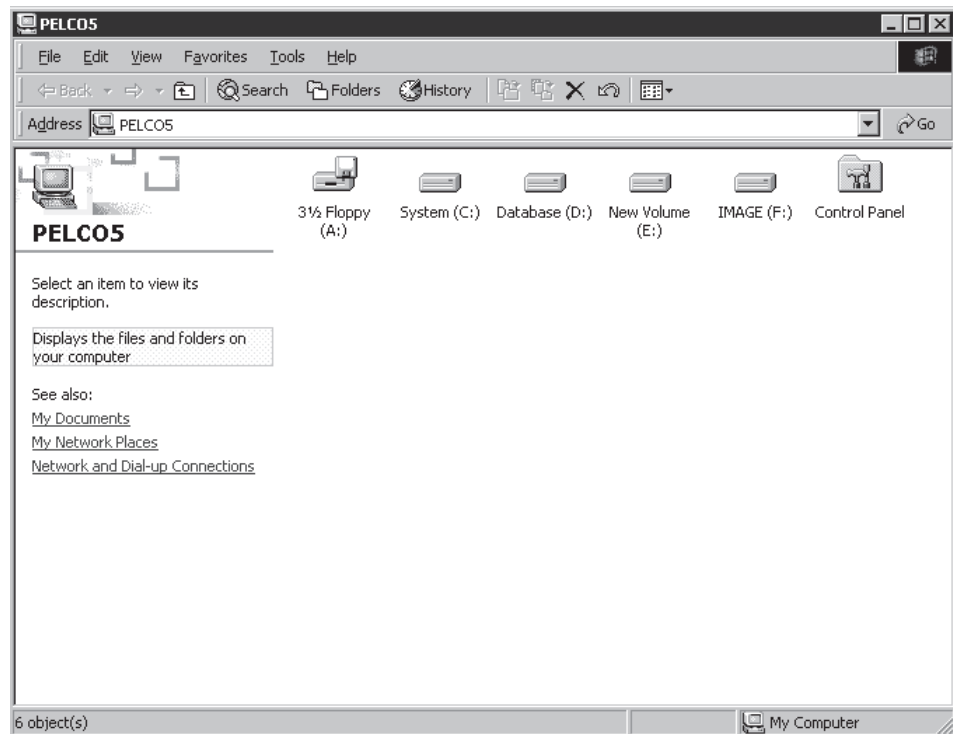 PELCO5
File Edit View Favorites Tools Help
Back Search Folders History
Address PELCO5 Go
PELCO5
3½ Floppy (A:)
System (C:)
Database (D:)
New Volume (E:)
IMAGE (F:)
Control Panel
Select an item to view its
description.
Displays the files and folders on
your computer
See also:
My Documents
My Network Places
Network and Dial-up Connections
6 object(s) My Computer